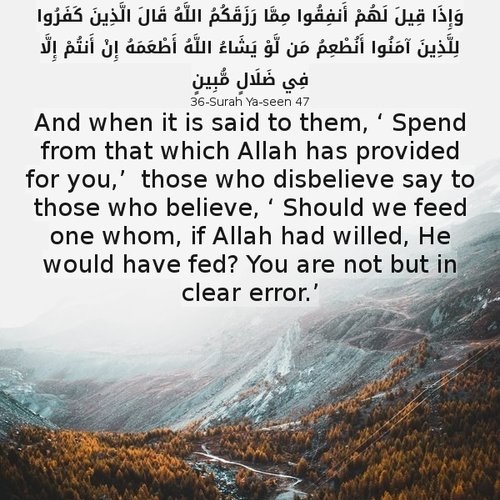 وَإِذَا قِيلَ لَهُمْ أَنفِقُوا مِمَّا رَزَقَكُمُ اللَّهُ قَالَ الَّذِينَ كَفَرُوا
لِلَّذِينَ آمَنُوا أَنُطْعِمُ مَن لَّوْ يَشَاءُ اللَّهُ أَطْعَمَهُ إِنْ أَنتُمْ إِلَّا
فِي ضَلَالٍ مُّبِينٍ
36-Surah Ya-seen 47
And when it is said to them, ‘ Spend
from that which Allah has provided
for you,’  those who disbelieve say to
those who believe, ‘ Should we feed
one whom, if Allah had willed, He
would have fed? You are not but in
clear error.’